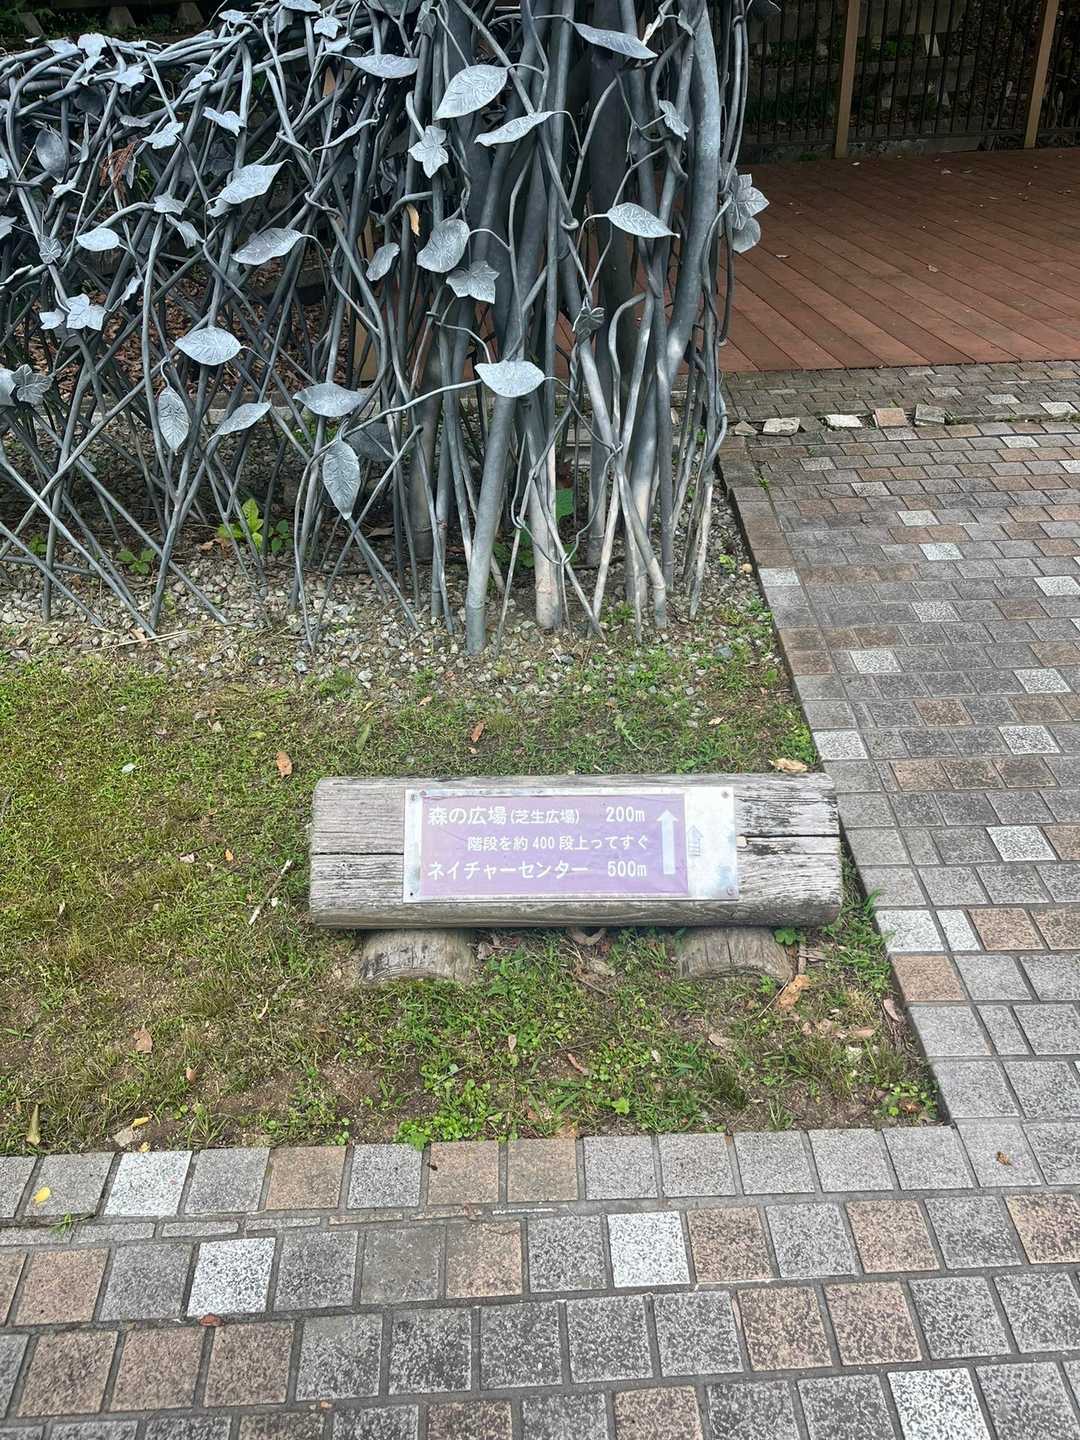 森の広場(芝生広場) 200m
階段を約400段上ってすぐ
ネイチャーセンター 500m